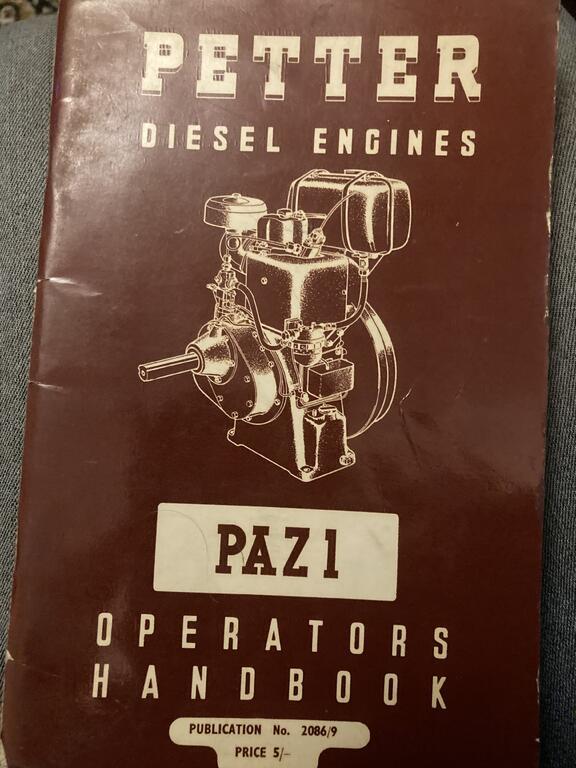 PETTER
DIESEL ENGINES
PAZ1
OPERATORS
HANDBOOK
PUBLICATION No. 2086/9
PRICE 5/-